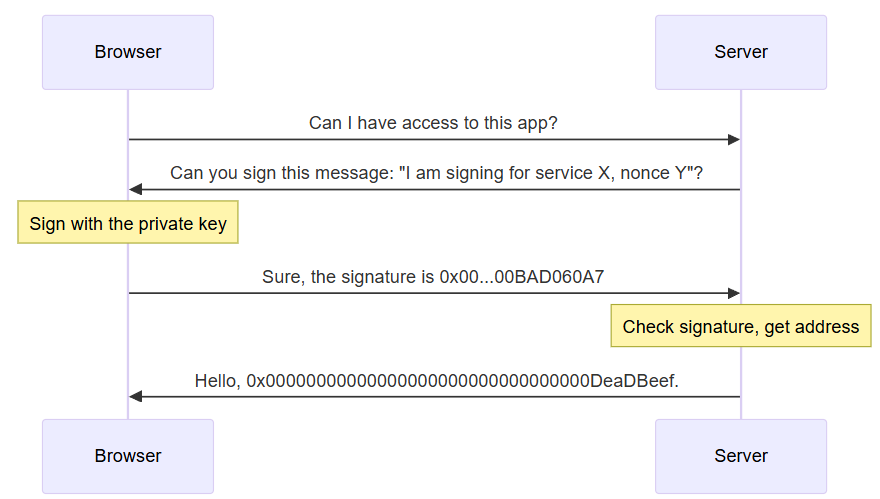 Browser
Server
Can I have access to this app?
Can you sign this message: "I am signing for service X, nonce Y"?
Sign with the private key
Sure, the signature is 0x00...00BAD060A7
Check signature, get address
Hello, 0x00000000000000000000000000000000DeaDBeef.
Browser
Server